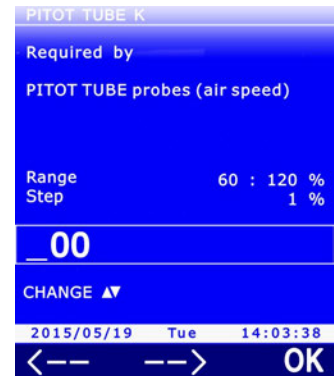 PITOT TUBE K
Required by
PITOT TUBE probes (air speed)
Range 60 : 120 %
Step 1 %
_00
CHANGE ▲▼
2015/05/19 Tue 14:03:38
<-- --> OK